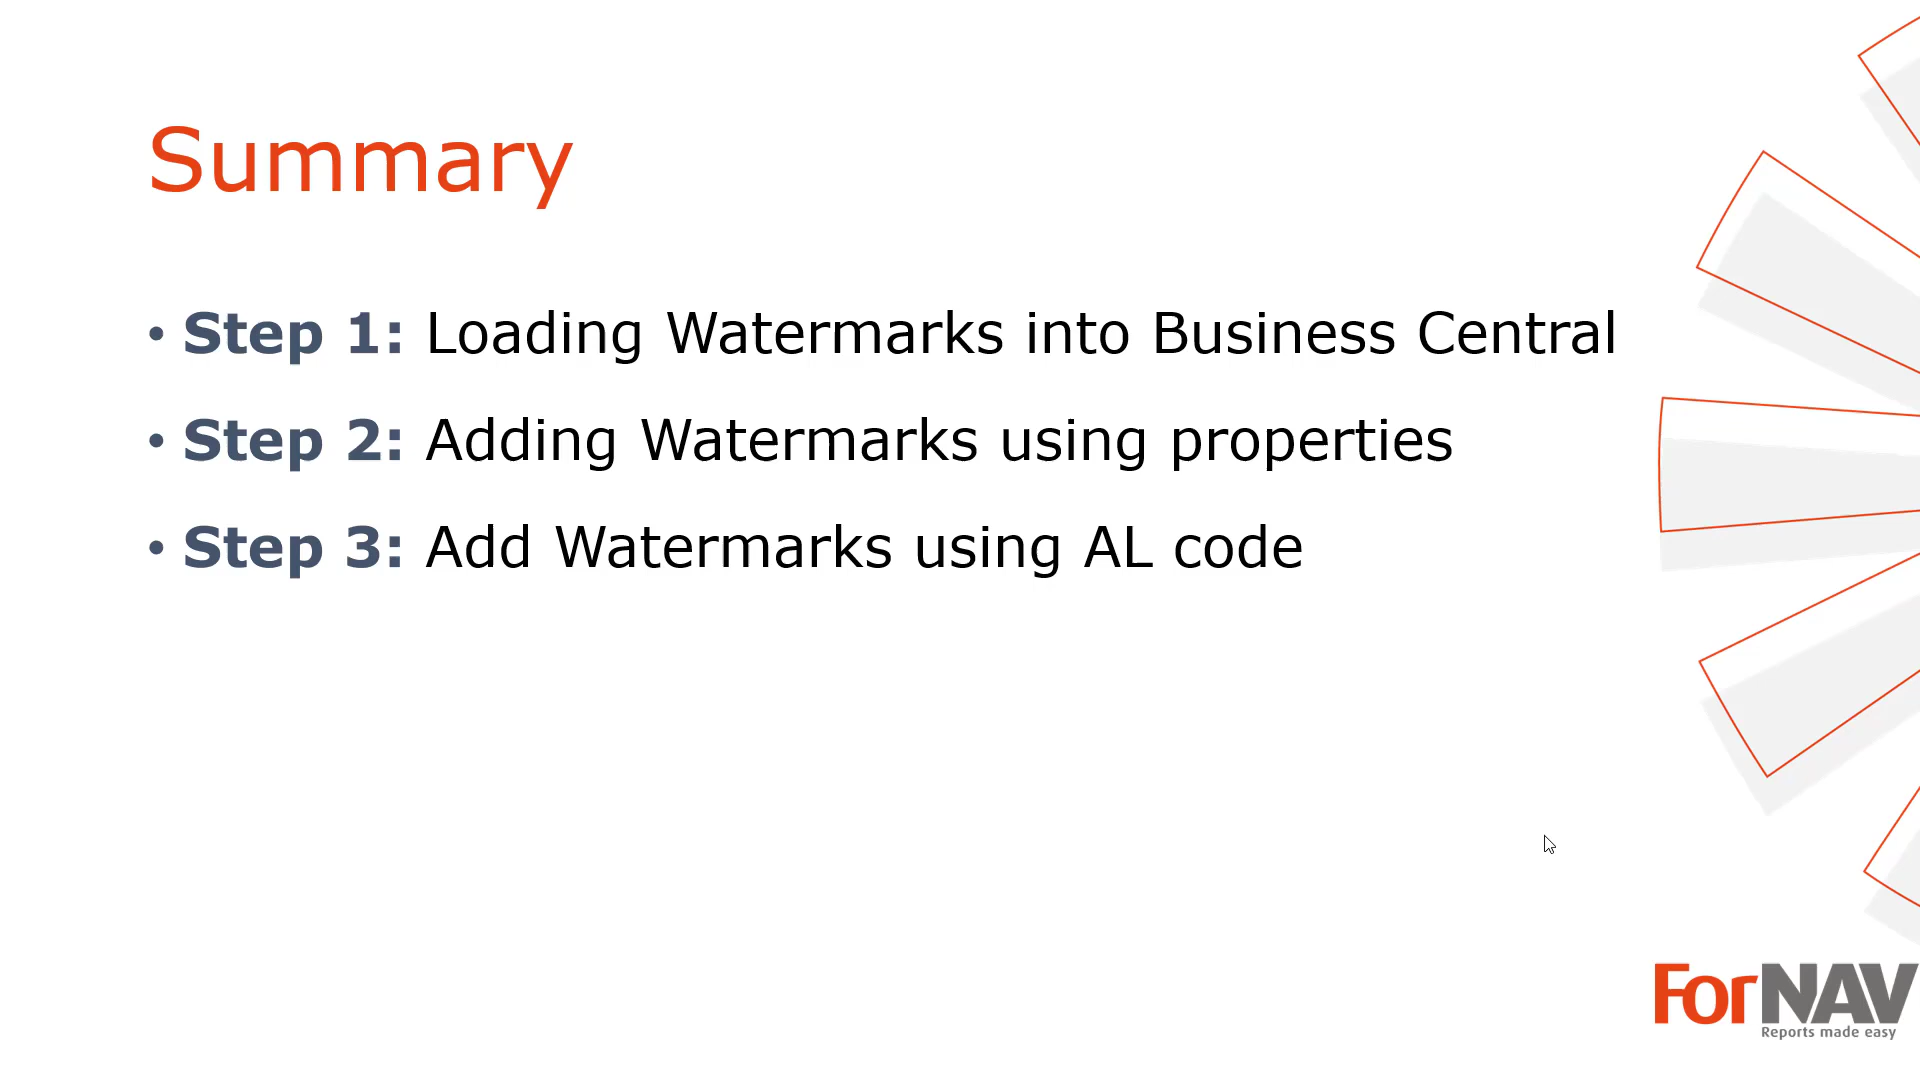 Summary
• Step 1: Loading Watermarks into Business Central
• Step 2: Adding Watermarks using properties
• Step 3: Add Watermarks using AL code
ForNAV
Reports made easy